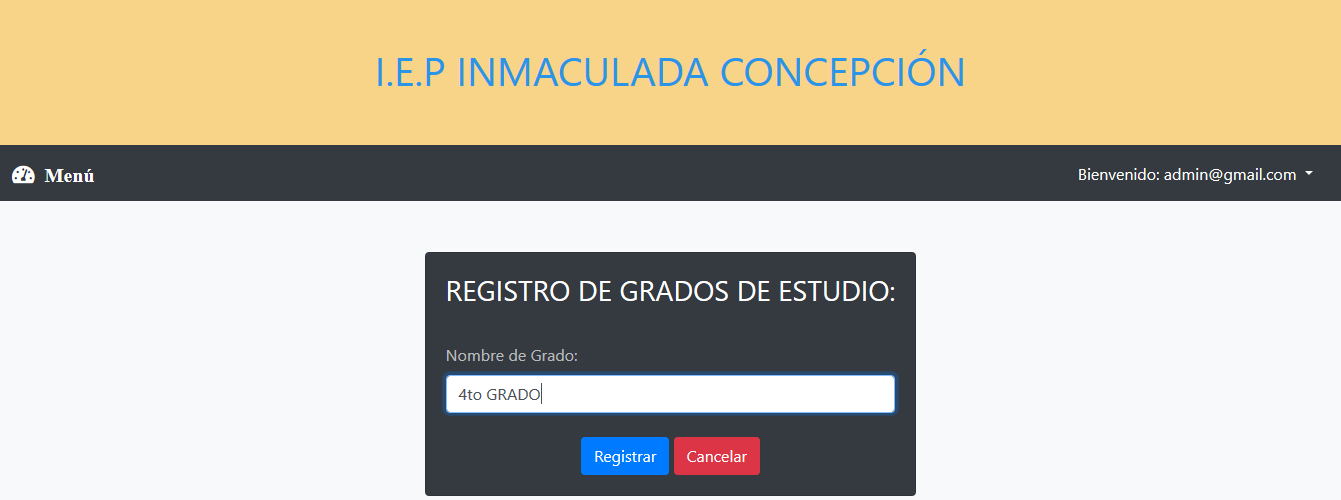 I.E.P INMACULADA CONCEPCIÓN
Menú
Bienvenido: admin@gmail.com
REGISTRO DE GRADOS DE ESTUDIO:
Nombre de Grado:
4to GRADO
Registrar Cancelar